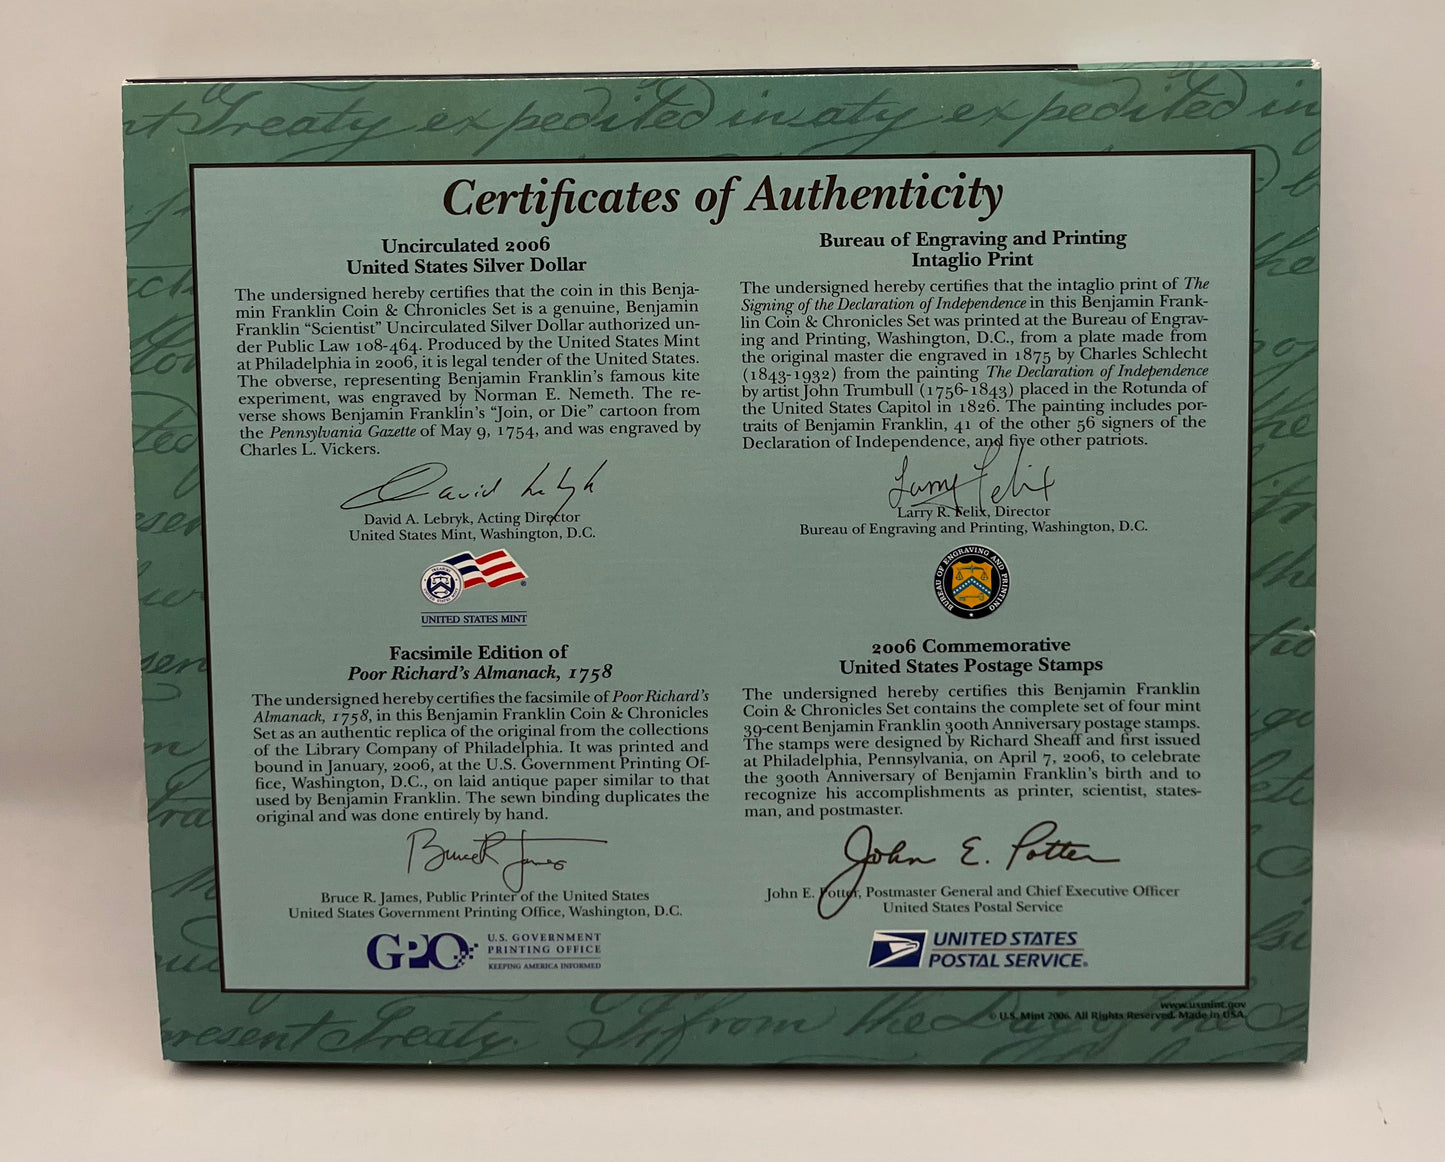 nt Treaty expedited in
aty expedited in
Certificates of Authenticity
Uncirculated 2006
United States Silver Dollar
The undersigned hereby certifies that the coin in this Benja-
min Franklin Coin & Chronicles Set is a genuine, Benjamin
Franklin “Scientist” Uncirculated Silver Dollar authorized un-
der Public Law 108-464. Produced by the United States Mint
at Philadelphia in 2006, it is legal tender of the United States.
The obverse, representing Benjamin Franklin’s famous kite
experiment, was engraved by Norman E. Nemeth. The re-
verse shows Benjamin Franklin’s “Join, or Die” cartoon from
the Pennsylvania Gazette of May 9, 1754, and was engraved by
Charles L. Vickers.
David A. Lebryk, Acting Director
United States Mint, Washington, D.C.
UNITED STATES MINT
Bureau of Engraving and Printing
Intaglio Print
The undersigned hereby certifies that the intaglio print of The
Signing of the Declaration of Independence in this Benjamin Frank-
lin Coin & Chronicles Set was printed at the Bureau of Engrav-
ing and Printing, Washington, D.C., from a plate made from
the original master die engraved in 1875 by Charles Schlecht
(1843-1932) from the painting The Declaration of Independence
by artist John Trumbull (1756-1843) placed in the Rotunda of
the United States Capitol in 1826. The painting includes por-
traits of Benjamin Franklin, 41 of the other 56 signers of the
Declaration of Independence, and five other patriots.
Larry R. Felix
Larry R. Felix, Director
Bureau of Engraving and Printing, Washington, D.C.
BUREAU OF ENGRAVING AND PRINTING
Facsimile Edition of
Poor Richard’s Almanack, 1758
The undersigned hereby certifies the facsimile of Poor Richard’s
Almanack, 1758, in this Benjamin Franklin Coin & Chronicles
Set as an authentic replica of the original from the collections
of the Library Company of Philadelphia. It was printed and
bound in January, 2006, at the U.S. Government Printing Of-
fice, Washington, D.C., on laid antique paper similar to that
used by Benjamin Franklin. The sewn binding duplicates the
original and was done entirely by hand.
Bruce R. James
Bruce R. James, Public Printer of the United States
United States Government Printing Office, Washington, D.C.
GPO
U.S. GOVERNMENT
PRINTING OFFICE
KEEPING AMERICA INFORMED
2006 Commemorative
United States Postage Stamps
The undersigned hereby certifies this Benjamin Franklin
Coin & Chronicles Set contains the complete set of four mint
39-cent Benjamin Franklin 300th Anniversary postage stamps.
The stamps were designed by Richard Sheaff and first issued
at Philadelphia, Pennsylvania, on April 7, 2006, to celebrate
the 300th Anniversary of Benjamin Franklin’s birth and to
recognize his accomplishments as printer, scientist, states-
man, and postmaster.
John E. Potter
John E. Potter, Postmaster General and Chief Executive Officer
United States Postal Service
UNITED STATES
POSTAL SERVICE®
www.usmint.gov
© U.S. Mint 2006. All Rights Reserved. Made in USA.
present Treaty. from the